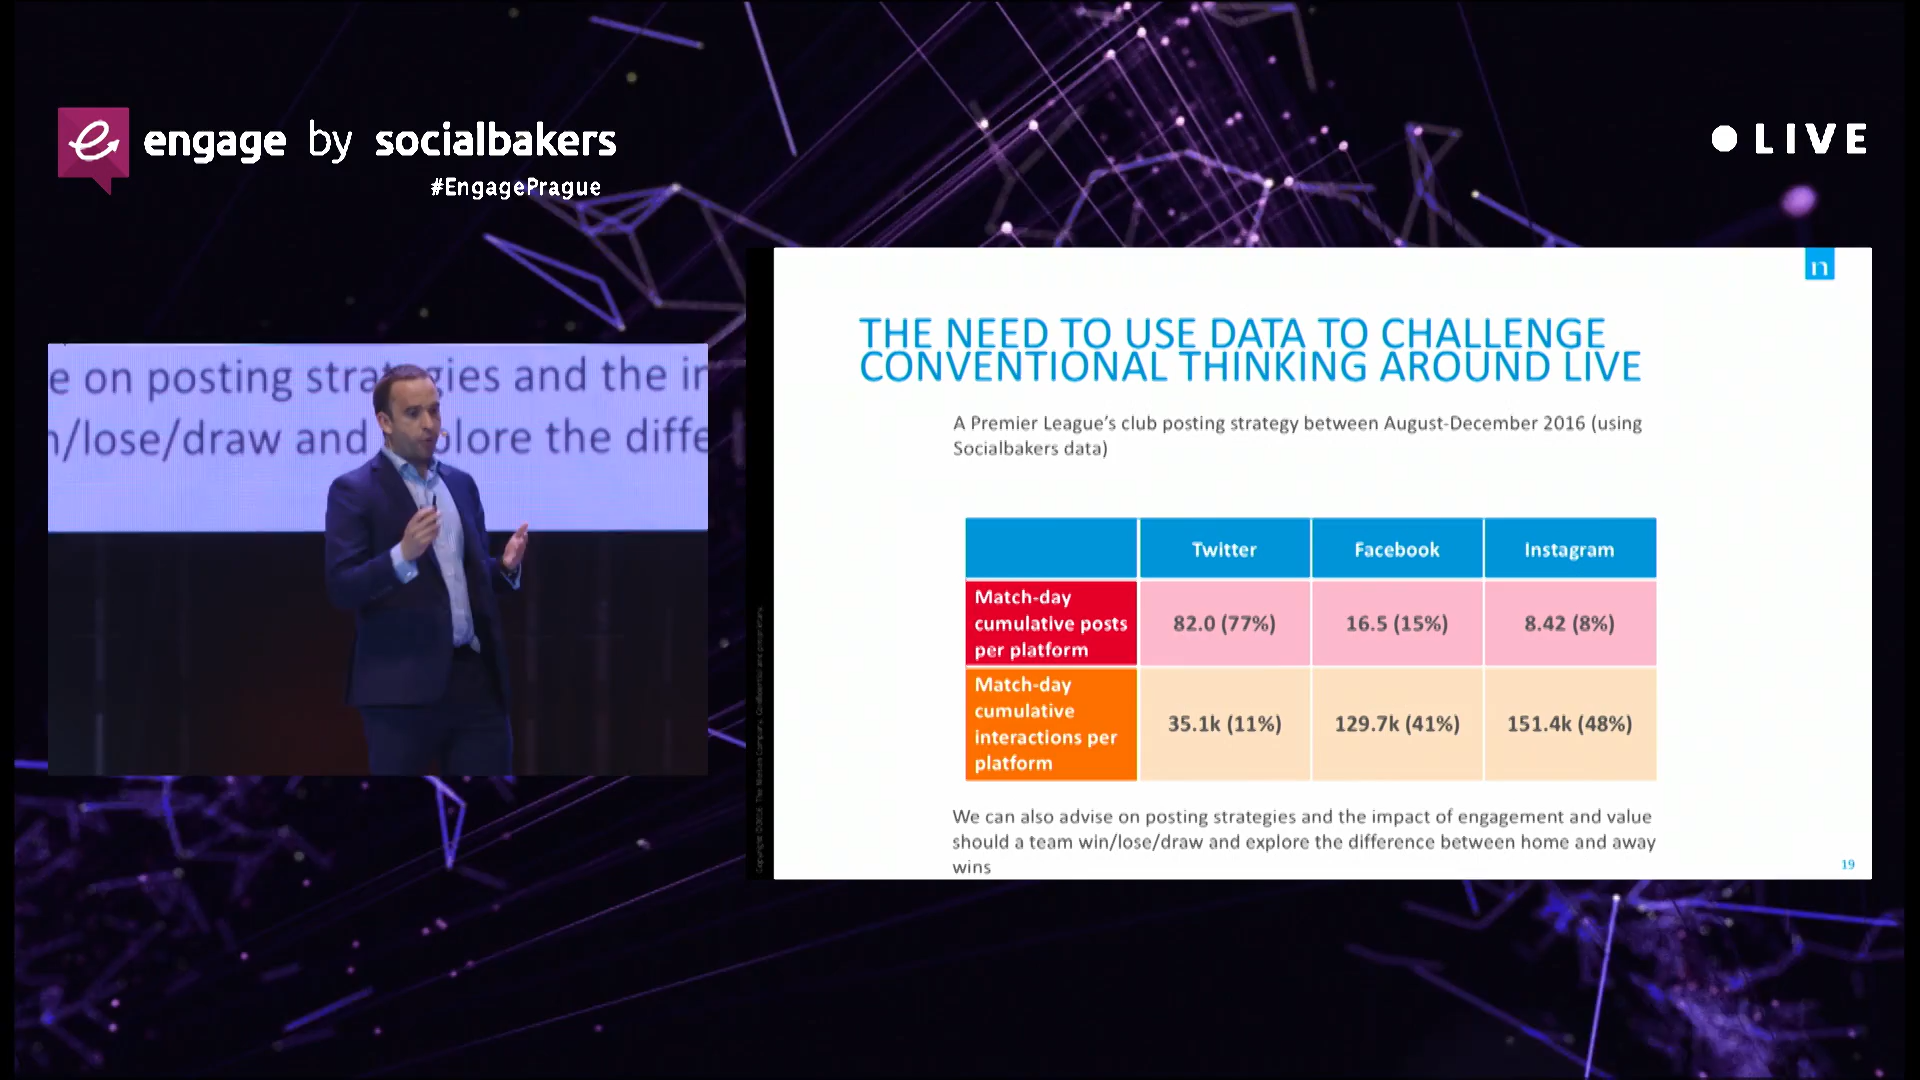 engage by socialbakers
#EngagePrague
LIVE
e on posting strategies and the in
/lose/draw and plore the diffe
n
THE NEED TO USE DATA TO CHALLENGE
CONVENTIONAL THINKING AROUND LIVE
A Premier League's club posting strategy between August-December 2016 (using
Socialbakers data)
Twitter Facebook Instagram
Match-day
cumulative posts
per platform
82.0 (77%) 16.5 (15%) 8.42 (8%)
Match-day
cumulative
interactions per
platform
35.1k (11%) 129.7k (41%) 151.4k (48%)
We can also advise on posting strategies and the impact of engagement and value
should a team win/lose/draw and explore the difference between home and away
wins
19